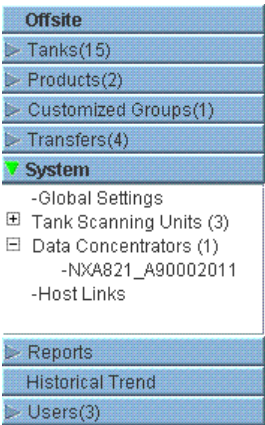 Offsite
Tanks(15)
Products(2)
Customized Groups(1)
Transfers(4)
System
-Global Settings
Tank Scanning Units (3)
Data Concentrators (1)
-NXA821_A90002011
-Host Links
Reports
Historical Trend
Users(3)